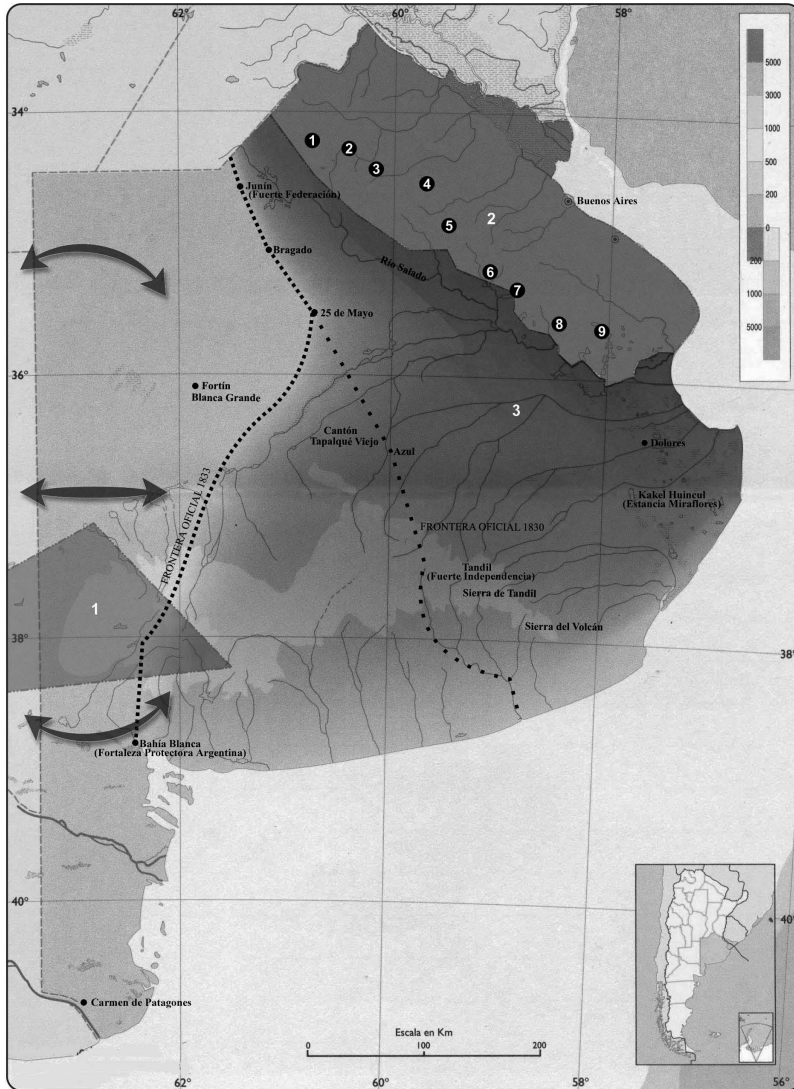 62°
60°
58°
5000
3000
1000
500
200
0
200
1000
5000
34°
1
2
3
4
5
6
7
8
9
2
Buenos Aires
Junín
(Fuerte Federación)
Bragado
Río Salado
25 de Mayo
36°
36°
Fortín
Blanca Grande
3
Cantón
Tapalqué Viejo
Azul
Dolores
Kakel Huincul
(Estancia Miraflores)
FRONTERA OFICIAL 1833
FRONTERA OFICIAL 1830
Tandil
(Fuerte Independencia)
Sierra de Tandil
Sierra del Volcán
1
38°
38°
Bahía Blanca
(Fortaleza Protectora Argentina)
40°
40°
Carmen de Patagones
Escala en Km
0
100
200
62°
60°
58°
56°